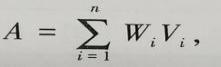 A = \sum_{i=1}^{n} W_i V_i ,